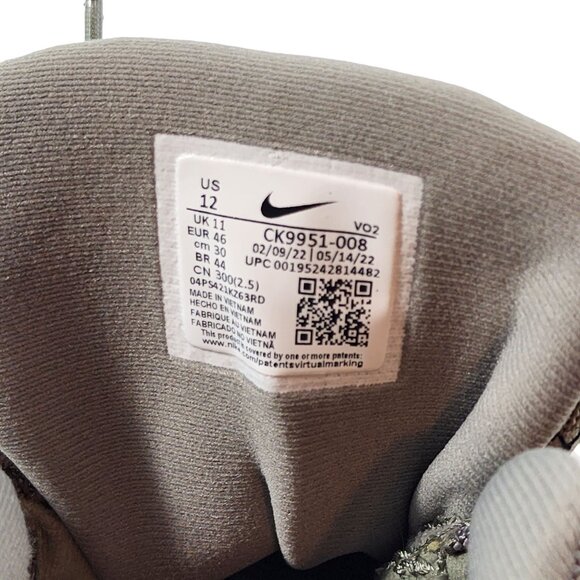 US
12
UK 11
EUR 46
cm 30
BR 44
CN 300(2.5)
04PS421KZ63RD
MADE IN VIETNAM
HECHO EN VIETNAM
FABRIQUE AU VIETNAM
FABRICADO NO VIETNÃ
VO2
CK9951-008
02/09/22 | 05/14/22
UPC 00195242814482
This product covered by one or more patents:
www.nike.com/patentsvirtualmarking